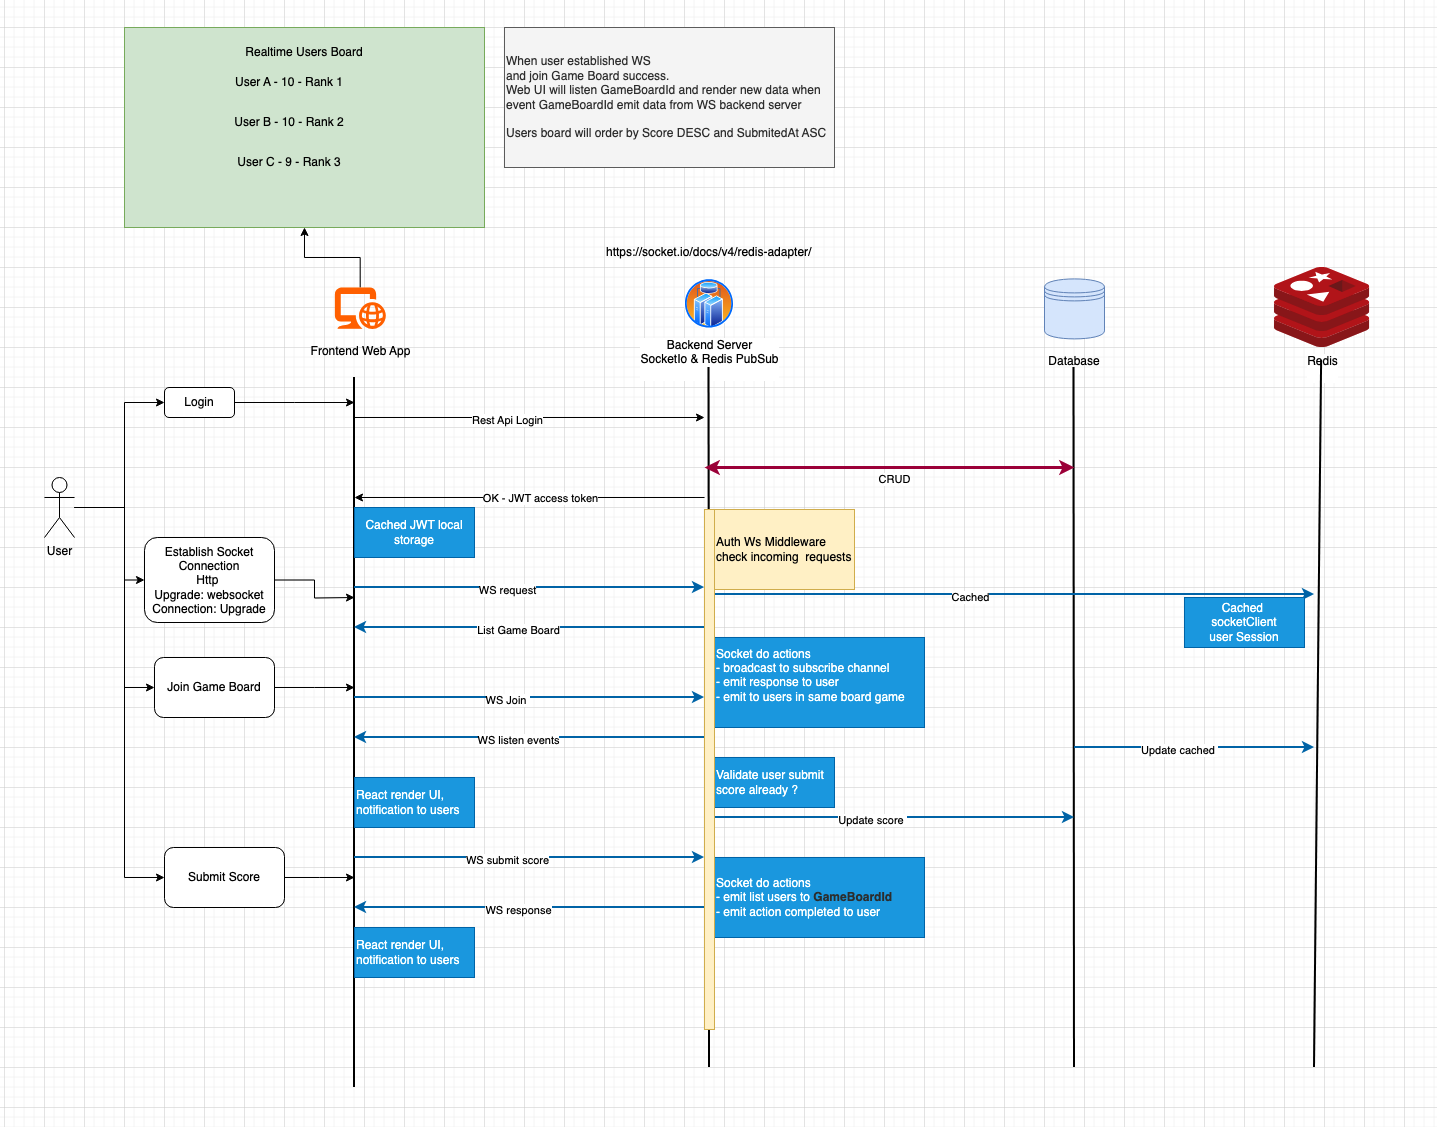 Realtime Users Board
User A - 10 - Rank 1
User B - 10 - Rank 2
User C - 9 - Rank 3
When user established WS
and join Game Board success.
Web UI will listen GameBoardId and render new data when
event GameBoardId emit data from WS backend server
Users board will order by Score DESC and SubmitedAt ASC
https://socket.io/docs/v4/redis-adapter/
Frontend Web App
Backend Server
SocketIo & Redis PubSub
Database
Redis
Login
Rest Api Login
CRUD
OK - JWT access token
User
Cached JWT local
storage
Auth Ws Middleware
check incoming requests
Establish Socket
Connection
Http
Upgrade: websocket
Connection: Upgrade
WS request
Cached
Cached
socketClient
user Session
List Game Board
Socket do actions
- broadcast to subscribe channel
- emit response to user
- emit to users in same board game
Join Game Board
WS Join
WS listen events
Update cached
Validate user submit
score already ?
React render UI,
notification to users
Update score
WS submit score
Submit Score
Socket do actions
- emit list users to GameBoardId
- emit action completed to user
WS response
React render UI,
notification to users